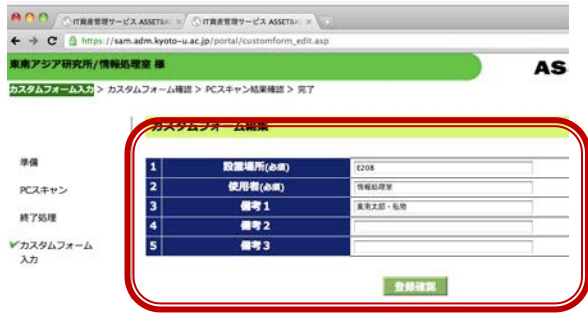 IT資産管理サービス ASSETBA
IT資産管理サービス ASSETBA
https://sam.adm.kyoto-u.ac.jp/portal/customform_edit.asp
東南アジア研究所/情報処理室 様
AS
カスタムフォーム入力 > カスタムフォーム確認 > PCスキャン結果確認 > 完了
カスタムフォーム編集
準備
PCスキャン
終了処理
カスタムフォーム
入力
1 設置場所(必須) E208
2 使用者(必須) 情報処理室
3 備考1 東南太郎・私物
4 備考2
5 備考3
登録確認